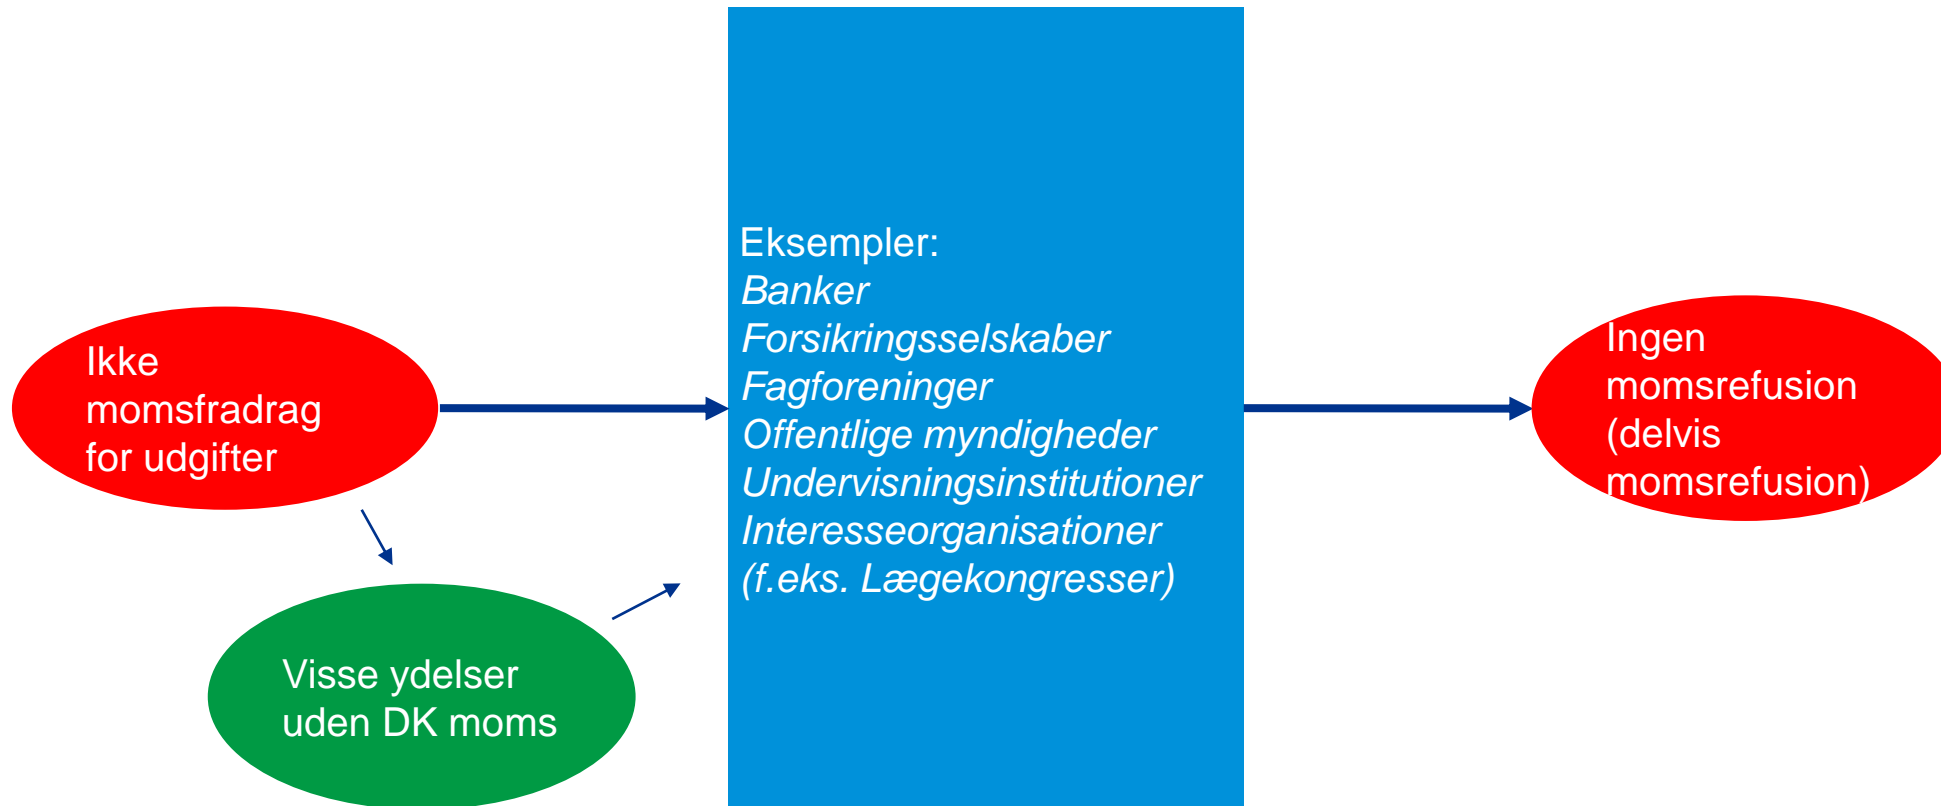 Ikke
momsfradrag
for udgifter
Visse ydelser
uden DK moms
Eksempler:
Banker
Forsikringsselskaber
Fagforeninger
Offentlige myndigheder
Undervisningsinstitutioner
Interesseorganisationer
(f.eks. Lægekongresser)
Ingen
momsrefusion
(delvis
momsrefusion)